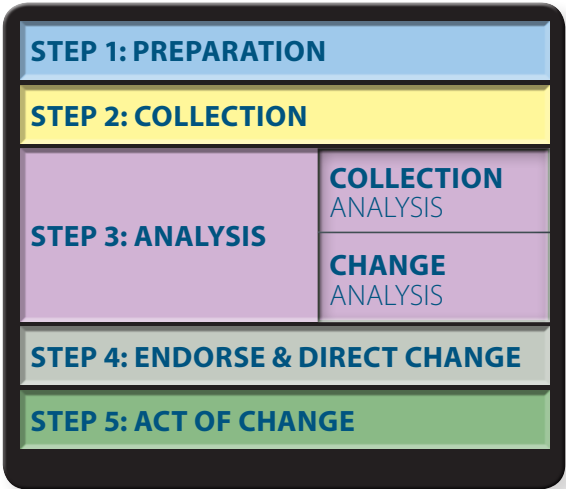 STEP 1: PREPARATION
STEP 2: COLLECTION
STEP 3: ANALYSIS
COLLECTION
ANALYSIS
CHANGE
ANALYSIS
STEP 4: ENDORSE & DIRECT CHANGE
STEP 5: ACT OF CHANGE